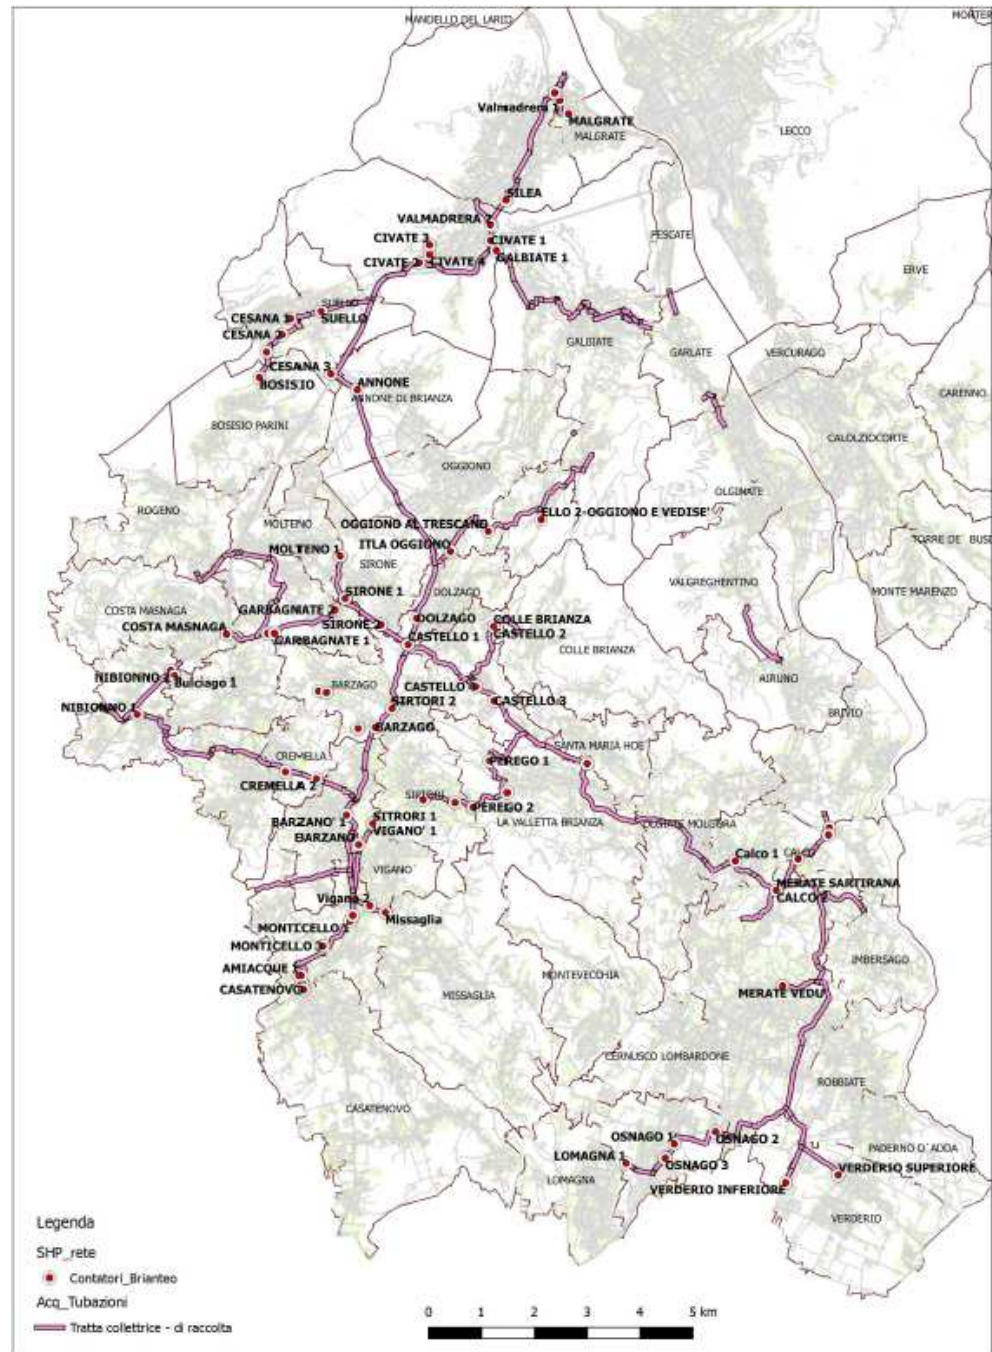 MANDELLO DEL LARIO
MORTER
Valmadrera 1
MALGRATE
MALGRATE
LECCO
SILEA
VALMADRERA 2
PESCATE
CIVATE 3
CIVATE 1
CIVATE 2
CIVATE 4
GALBIATE 1
ERVE
SUELLO
CESANA 1
SUELLO
CESANA 2
GALBIATE
GARLATE
VERCURAGO
CESANA 3
BOSISIO
ANNONE
ANNONE DI BRIANZA
CARENNO
BOSISIO PARINI
CALOLZIOCORTE
OGGIONO
OLGINATE
ROGENO
ELLO 2-OGGIONO E VEDISE'
MOLTENO
OGGIONO AL TRESCANO
TORRE DE' BUSI
MOLTENO 1
ITLA OGGIONO
SIRONE
VALGREGHENTINO
MONTE MARENZO
SIRONE 1
DOLZAGO
COSTA MASNAGA
GARBAGNATE 2
DOLZAGO
COLLE BRIANZA
COSTA MASNAGA
SIRONE 2
CASTELLO 2
GARBAGNATE 1
CASTELLO 1
COLLE BRIANZA
NIBIONNO 2
Bulciago 1
BARZAGO
CASTELLO
AIRUNO
NIBIONNO 1
SIRTORI 2
CASTELLO 3
BRIVIO
BARZAGO
SANTA MARIA HOE
CREMELLA
PEREGO 1
CREMELLA 2
SIRTORI
PEREGO 2
BARZANO' 1
SITRORI 1
LA VALLETTA BRIANZA
OLGIATE MOLGORA
VIGANO' 1
BARZANO
Calco 1
CALCO
VIGANO
MERATE SARTIRANA
CALCO 2
Vigano 2
Missaglia
MONTICELLO 1
MONTICELLO 3
IMBERSAGO
AMIACQUE 1
MONTEVECCHIA
CASATENOVO
MISSAGLIA
MERATE VEDU'
CERNUSCO LOMBARDONE
ROBBIATE
CASATENOVO
OSNAGO 1
OSNAGO 2
PADERNO D'ADDA
LOMAGNA 1
OSNAGO 3
VERDERIO SUPERIORE
LOMAGNA
VERDERIO INFERIORE
VERDERIO
Legenda
SHP_rete
Contatori_Brianteo
Acq_Tubazioni
Tratta collettrice - di raccolta
0 1 2 3 4 5 km